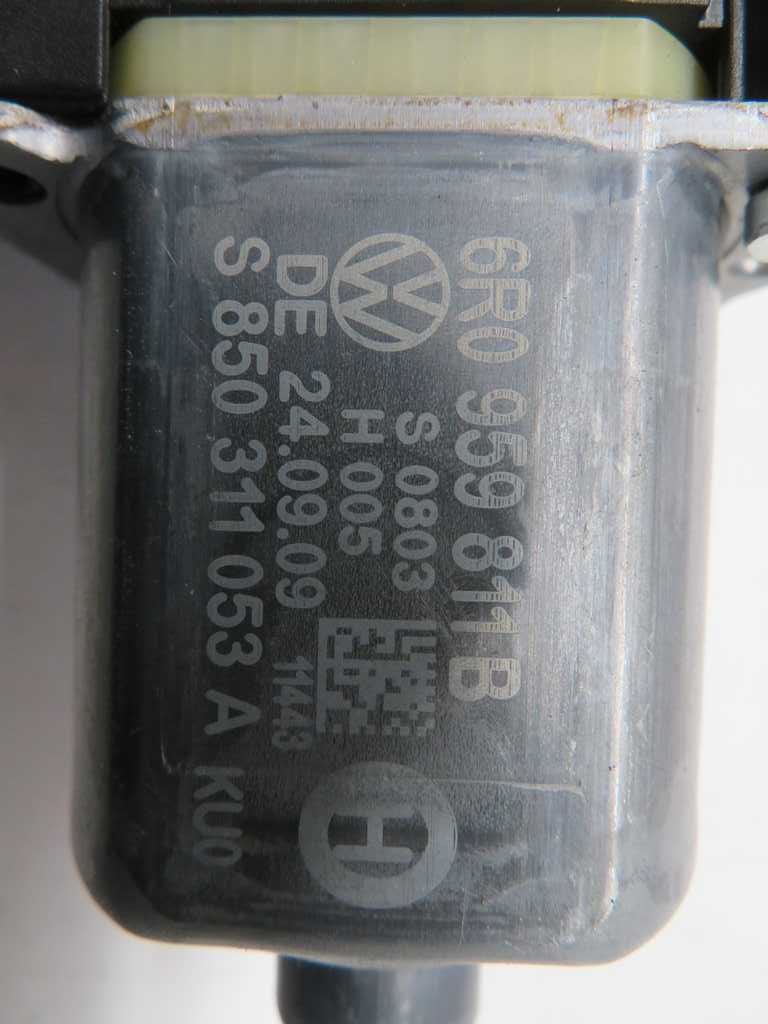 6R0 959 811 B
S 0803
H 005
DE 24.09.09 11443
S 850 311 053 A KU0